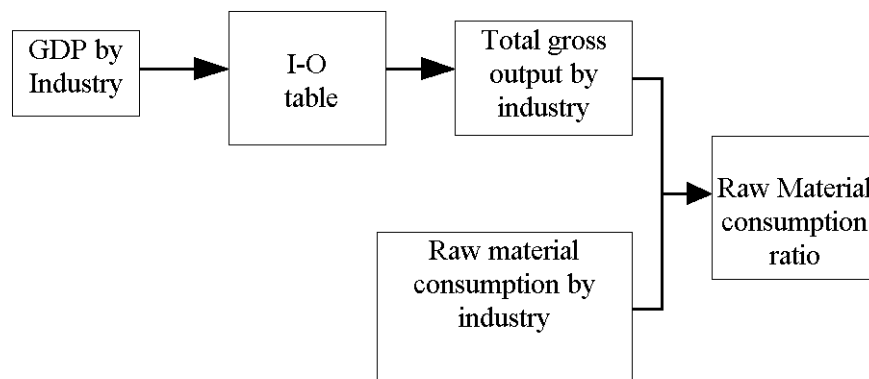 GDP by
Industry
I-O
table
Total gross
output by
industry
Raw material
consumption by
industry
Raw Material
consumption
ratio